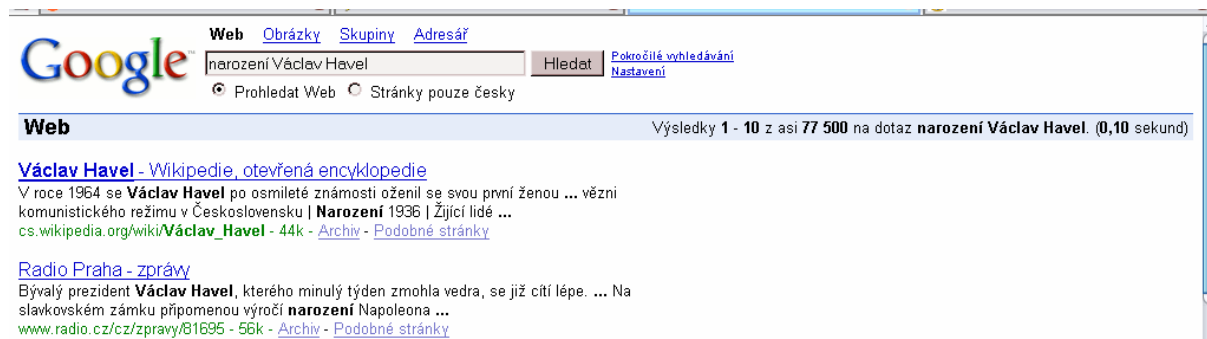 Google™
Web Obrázky Skupiny Adresář
narození Václav Havel Hledat Pokročilé vyhledávání
Nastavení
Prohledat Web Stránky pouze česky
Web Výsledky 1 - 10 z asi 77 500 na dotaz narození Václav Havel. (0,10 sekund)
Václav Havel - Wikipedie, otevřená encyklopedie
V roce 1964 se Václav Havel po osmileté známosti oženil se svou první ženou ... vězni
komunistického režimu v Československu | Narození 1936 | Žijící lidé ...
cs.wikipedia.org/wiki/Václav_Havel - 44k - Archiv - Podobné stránky
Radio Praha - zprávy
Bývalý prezident Václav Havel, kterého minulý týden zmohla vedra, se již cítí lépe. ... Na
slavkovském zámku připomenou výročí narození Napoleona ...
www.radio.cz/cz/zpravy/81695 - 56k - Archiv - Podobné stránky